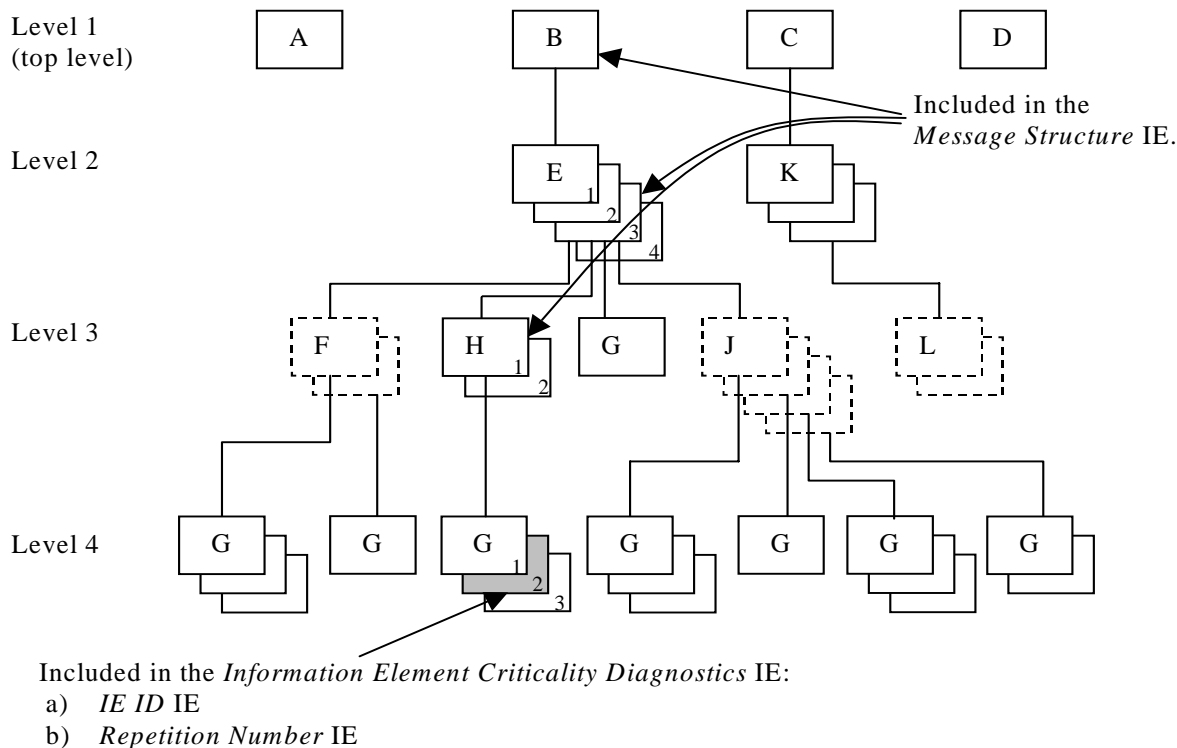 Level 1
(top level)
A
B
C
D
Included in the
Message Structure IE.
Level 2
E
1
2
3
4
K
Level 3
F
H
1
2
G
J
L
Level 4
G
G
G
1
2
3
G
G
G
G
Included in the Information Element Criticality Diagnostics IE:
a) IE ID IE
b) Repetition Number IE